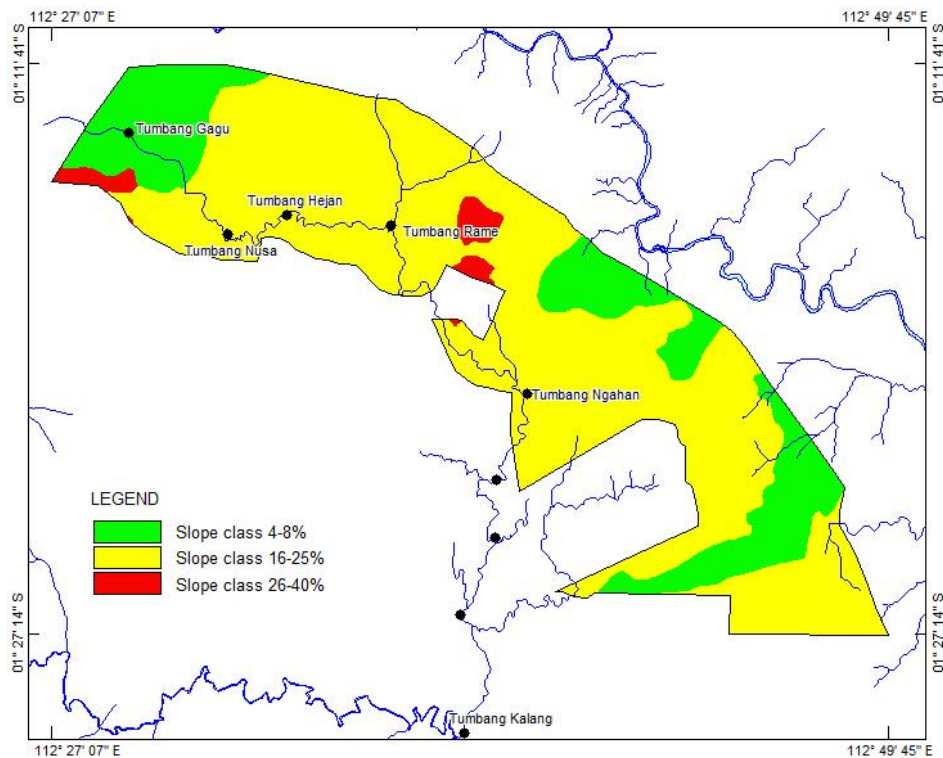 112° 27' 07" E
112° 49' 45" E
01° 11' 41" S
01° 11' 41" S
Tumbang Gagu
Tumbang Hejan
Tumbang Rame
Tumbang Nusa
Tumbang Ngahan
LEGEND
Slope class 4-8%
Slope class 16-25%
Slope class 26-40%
01° 27' 14" S
01° 27' 14" S
Tumbang Kalang
112° 27' 07" E
112° 49' 45" E